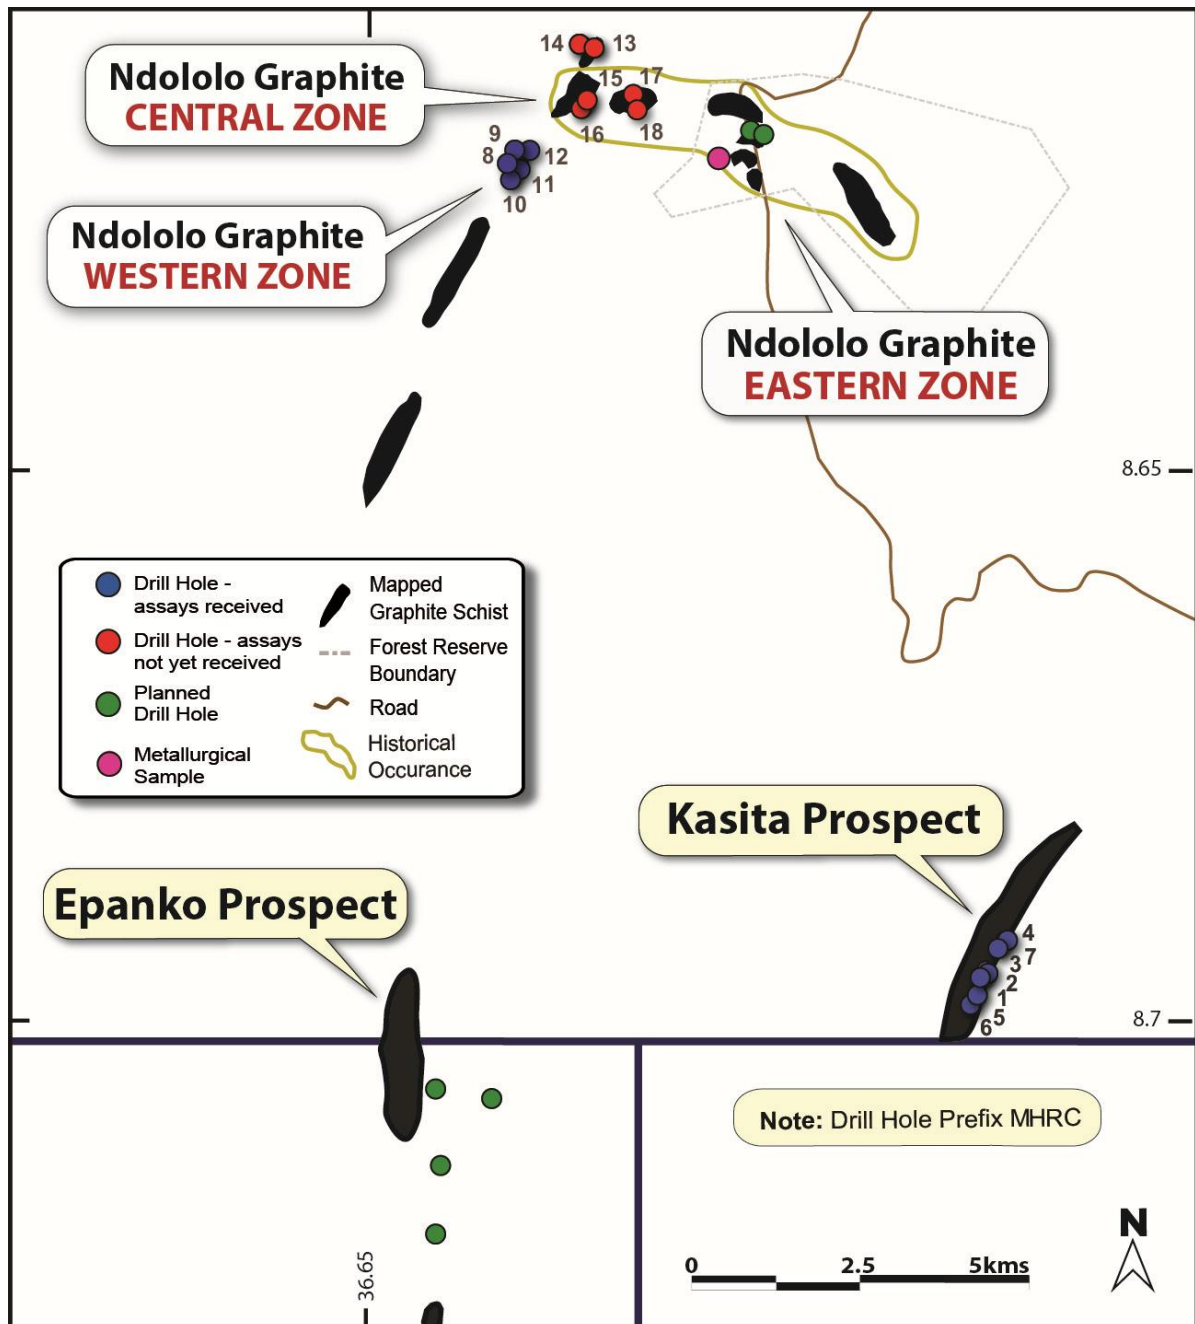 14
13
Ndololo Graphite
CENTRAL ZONE
15
17
16
18
9
8
12
11
10
Ndololo Graphite
WESTERN ZONE
Ndololo Graphite
EASTERN ZONE
8.65
Drill Hole -
assays received
Drill Hole - assays
not yet received
Planned
Drill Hole
Metallurgical
Sample
Mapped
Graphite Schist
Forest Reserve
Boundary
Road
Historical
Occurance
Kasita Prospect
Epanko Prospect
4
7
3
2
1
5
6
8.7
Note: Drill Hole Prefix MHRC
36.65
0
2.5
5kms
N